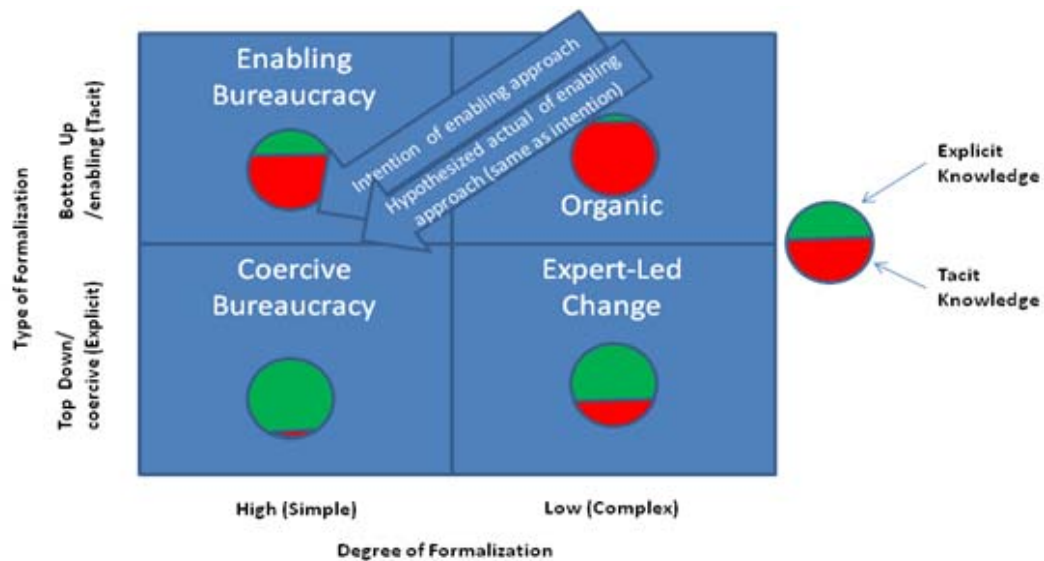 Enabling
Bureaucracy
Intention of enabling approach
Hypothesized actual of enabling
approach (same as intention)
Organic
Coercive
Bureaucracy
Expert-Led
Change
Explicit
Knowledge
Tacit
Knowledge
Type of Formalization
Bottom Up
/enabling (Tacit)
Top Down/
coercive (Explicit)
High (Simple)
Low (Complex)
Degree of Formalization